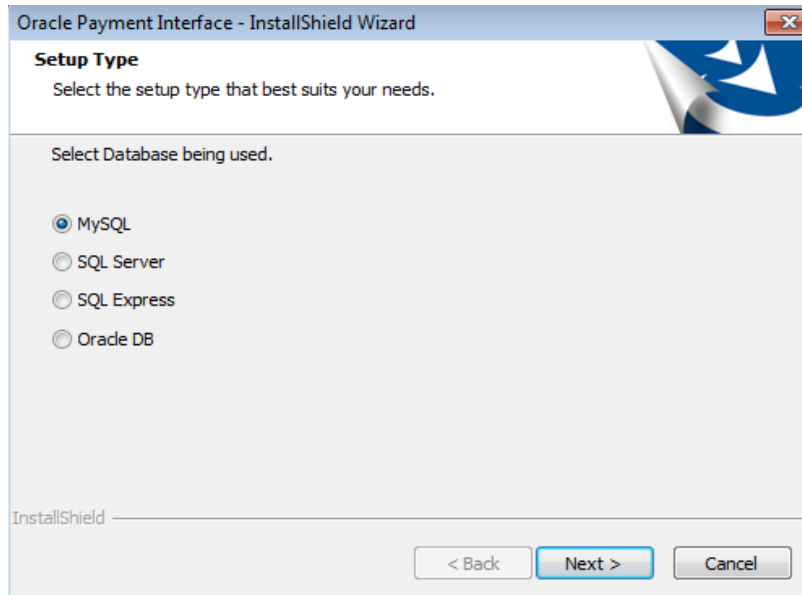 Oracle Payment Interface - InstallShield Wizard
Setup Type
Select the setup type that best suits your needs.
Select Database being used.
MySQL
SQL Server
SQL Express
Oracle DB
InstallShield
< Back Next > Cancel